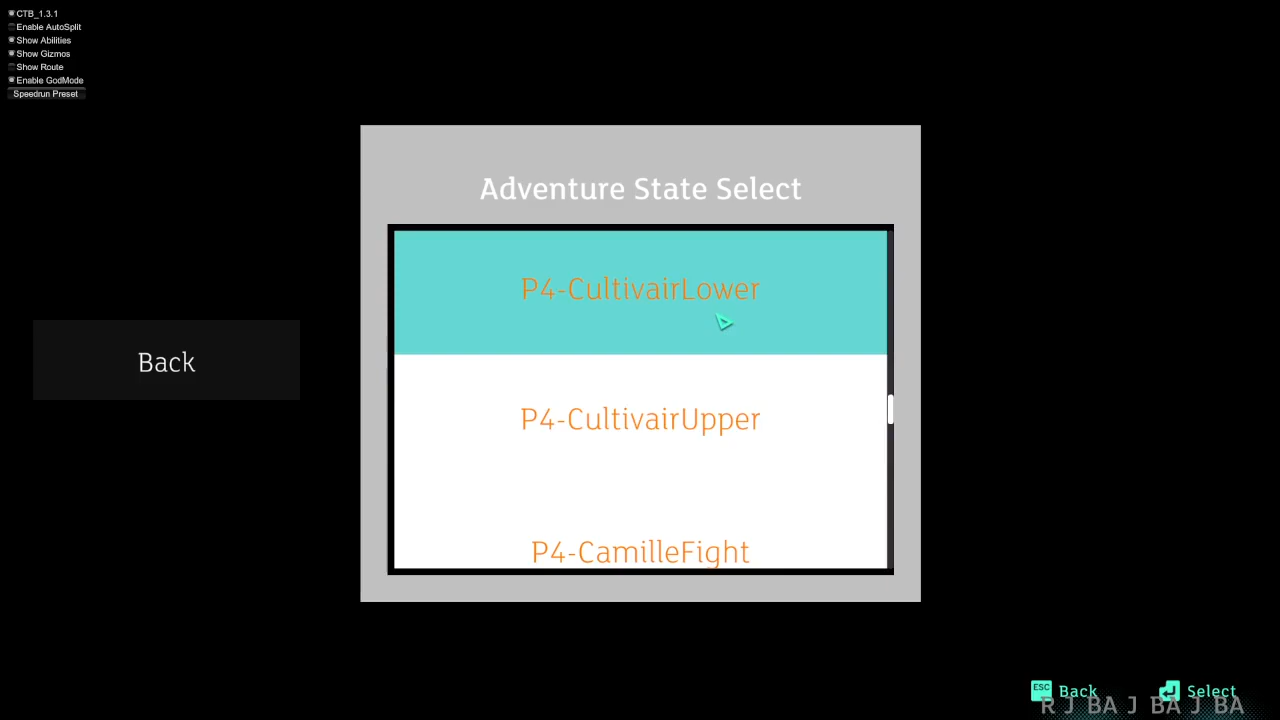 CTB_1.3.1
Enable AutoSplit
Show Abilities
Show Gizmos
Show Route
Enable GodMode
Speedrun Preset
Adventure State Select
P4-CultivairLower
P4-CultivairUpper
P4-CamilleFight
Back
ESC Back
Select
R J BA J BA J BA